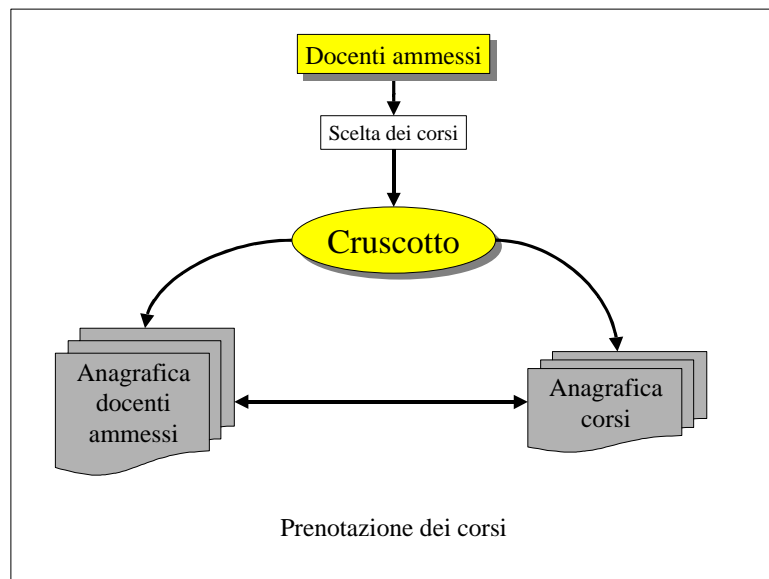 Docenti ammessi
Scelta dei corsi
Cruscotto
Anagrafica
docenti
ammessi
Anagrafica
corsi
Prenotazione dei corsi